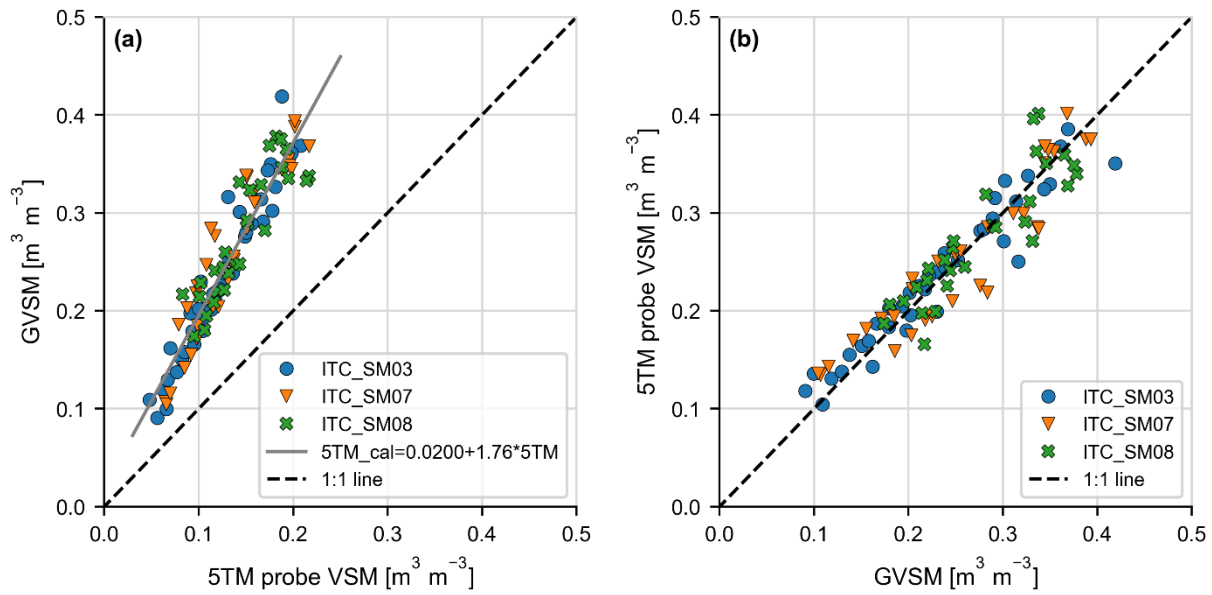 (a)
0.5
0.4
0.3
0.2
0.1
0.0
GVSM [m³ m⁻³]
ITC_SM03
ITC_SM07
ITC_SM08
5TM_cal=0.0200+1.76*5TM
1:1 line
0.0 0.1 0.2 0.3 0.4 0.5
5TM probe VSM [m³ m⁻³]
(b)
0.5
0.4
0.3
0.2
0.1
0.0
5TM probe VSM [m³ m⁻³]
ITC_SM03
ITC_SM07
ITC_SM08
1:1 line
0.0 0.1 0.2 0.3 0.4 0.5
GVSM [m³ m⁻³]